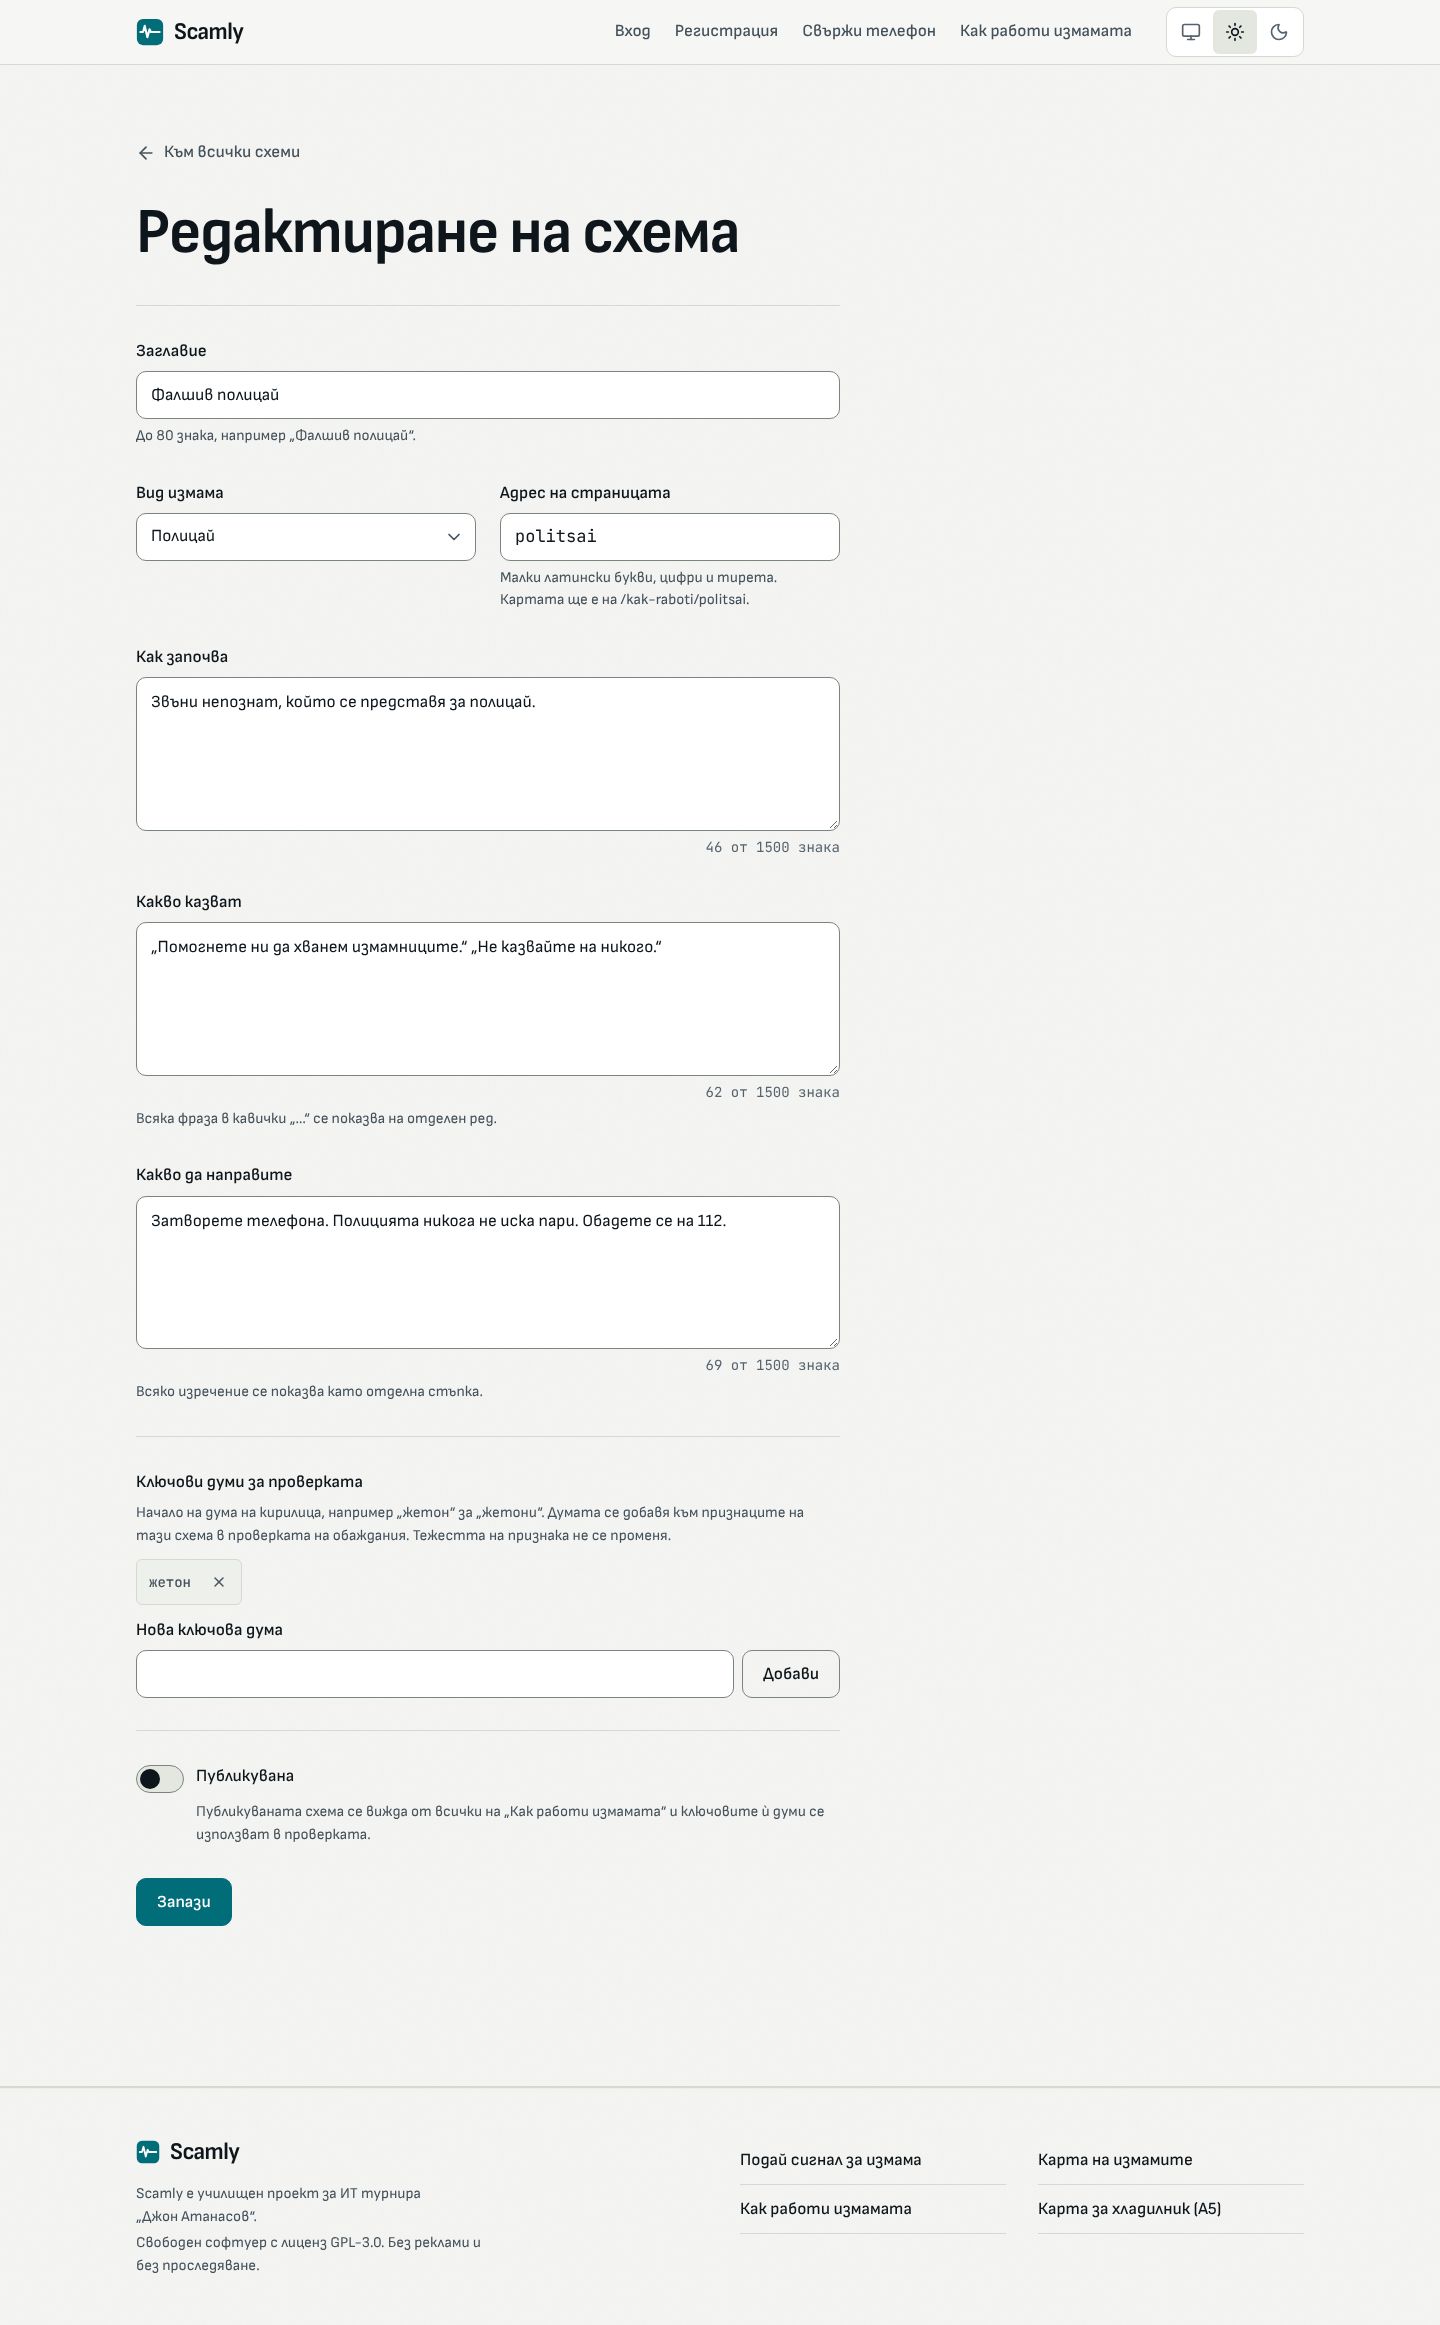 Scamly
Вход
Регистрация
Свържи телефон
Как работи измамата
Към всички схеми
Редактиране на схема
Заглавие
Фалшив полицай
До 80 знака, например „Фалшив полицай“.
Вид измама
Полицай
Адрес на страницата
politsai
Малки латински букви, цифри и тирета.
Картата ще е на /kak-raboti/politsai.
Как започва
Звъни непознат, който се представя за полицай.
46 от 1500 знака
Какво казват
„Помогнете ни да хванем измамниците.“ „Не казвайте на никого.“
62 от 1500 знака
Всяка фраза в кавички „…“ се показва на отделен ред.
Какво да направите
Затворете телефона. Полицията никога не иска пари. Обадете се на 112.
69 от 1500 знака
Всяко изречение се показва като отделна стъпка.
Ключови думи за проверката
Начало на дума на кирилица, например „жетон“ за „жетони“. Думата се добавя към признаците на
тази схема в проверката на обаждания. Тежестта на признака не се променя.
жетон
Нова ключова дума
Добави
Публикувана
Публикуваната схема се вижда от всички на „Как работи измамата“ и ключовите ѝ думи се
използват в проверката.
Запази
Scamly
Scamly е училищен проект за ИТ турнира
„Джон Атанасов“.
Свободен софтуер с лиценз GPL-3.0. Без реклами и
без проследяване.
Подай сигнал за измама
Карта на измамите
Как работи измамата
Карта за хладилник (А5)